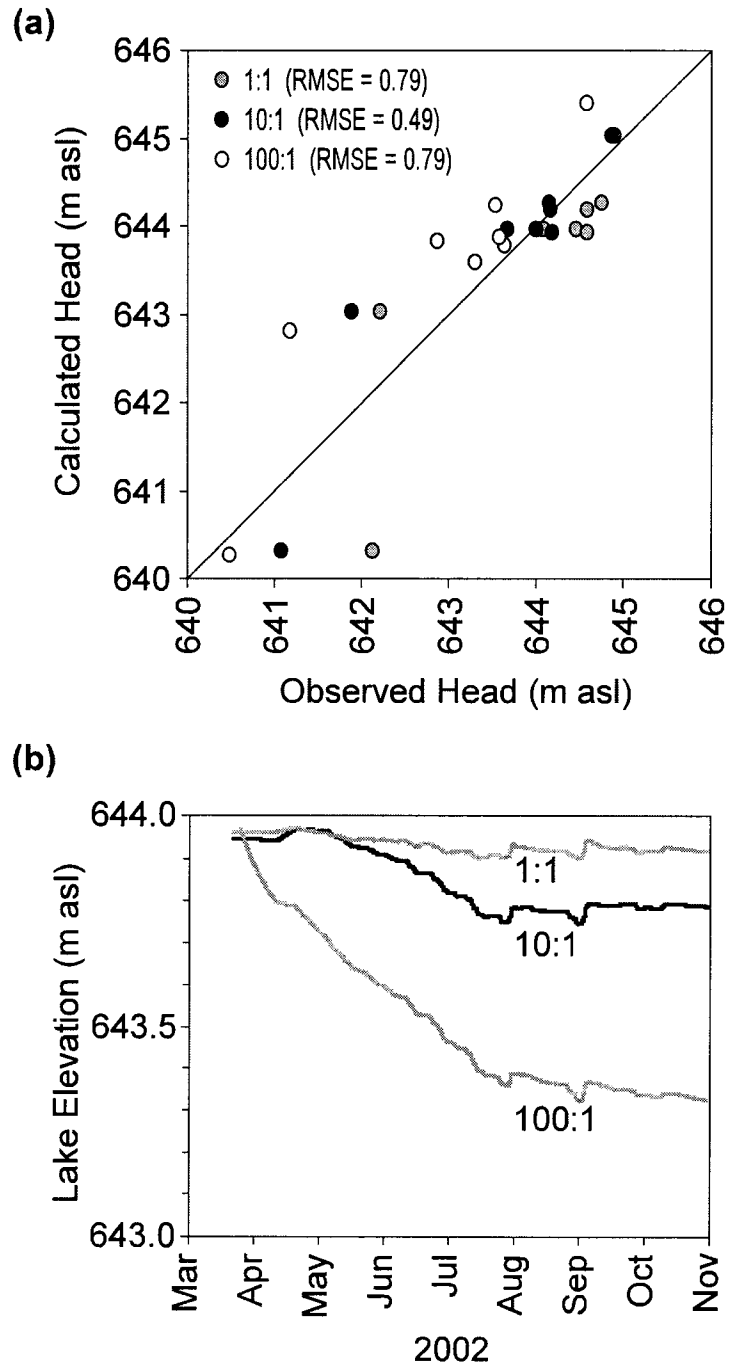 (a)
646
645
644
643
642
641
640
Calculated Head (m asl)
1:1 (RMSE = 0.79)
10:1 (RMSE = 0.49)
100:1 (RMSE = 0.79)
640
641
642
643
644
645
646
Observed Head (m asl)
(b)
644.0
643.5
643.0
Lake Elevation (m asl)
1:1
10:1
100:1
Mar
Apr
May
Jun
Jul
Aug
Sep
Oct
Nov
2002